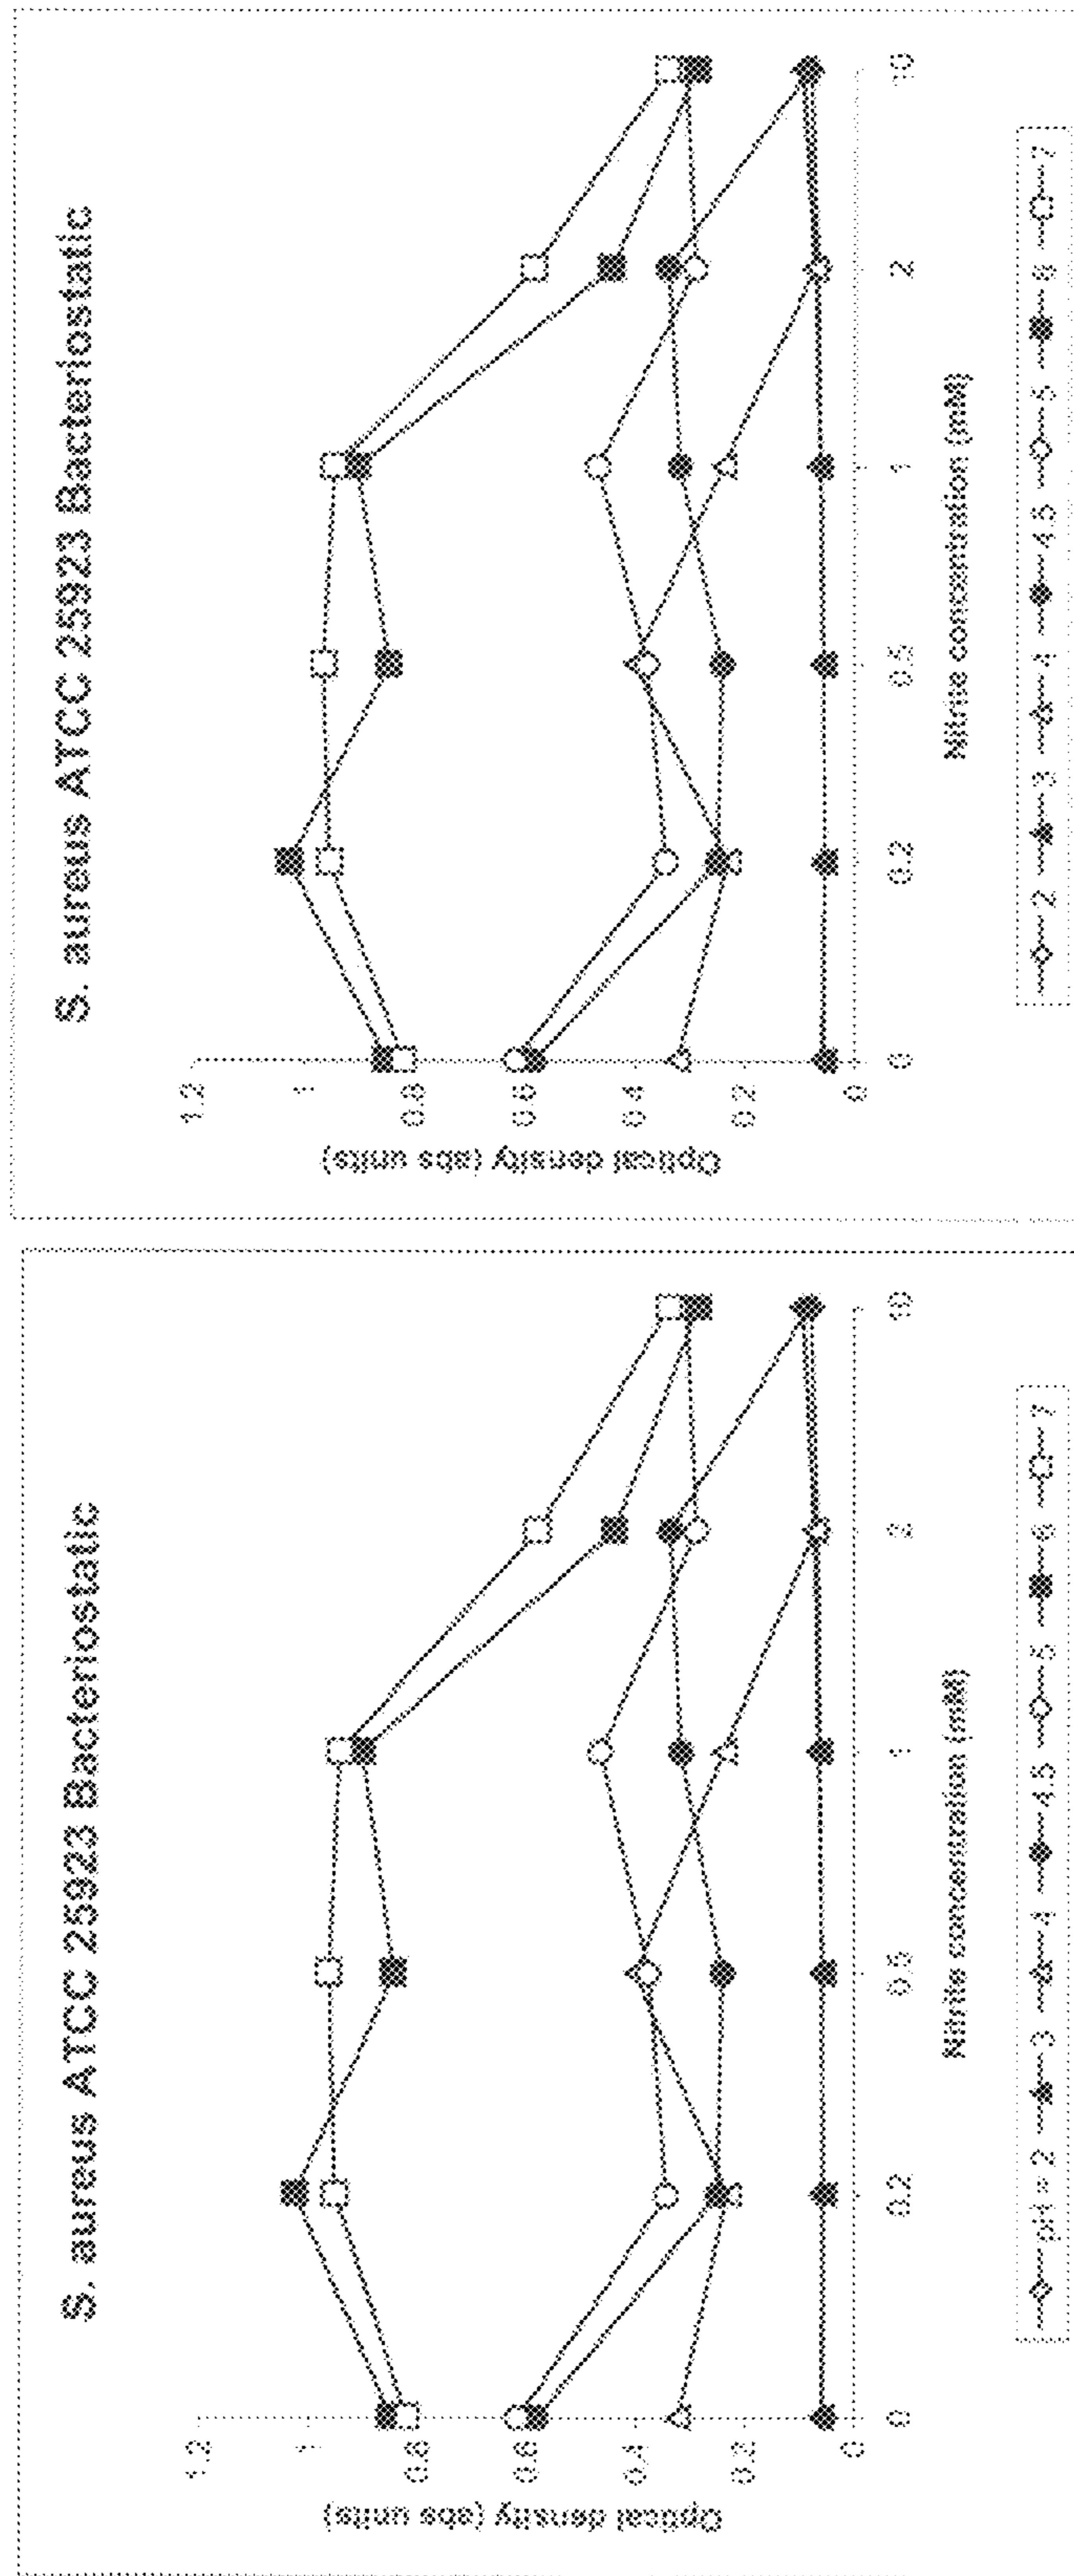 S. aureus ATCC 25923 Bacteriostatic
Optical density (abs units)
1.2
1
0.8
0.6
0.4
0.2
0
0 0.2 0.5 1 2 10
Nitrite concentration (mM)
pH = 2 3 4 4.5 5 6 7
S. aureus ATCC 25923 Bacteriostatic
Optical density (abs units)
1.2
1
0.8
0.6
0.4
0.2
0
0 0.2 0.5 1 2 10
Nitrite concentration (mM)
2 3 4 4.5 5 6 7